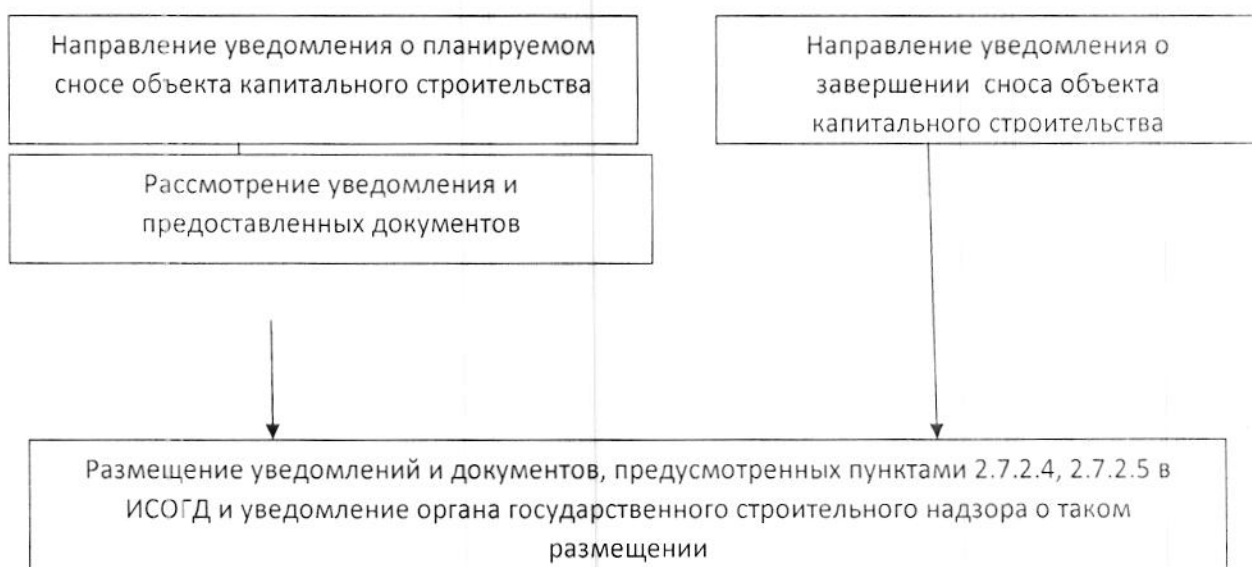 Направление уведомления о планируемом
сносе объекта капитального строительства
Рассмотрение уведомления и
предоставленных документов
Направление уведомления о
завершении сноса объекта
капитального строительства
Размещение уведомлений и документов, предусмотренных пунктами 2.7.2.4, 2.7.2.5 в
ИСОГД и уведомление органа государственного строительного надзора о таком
размещении